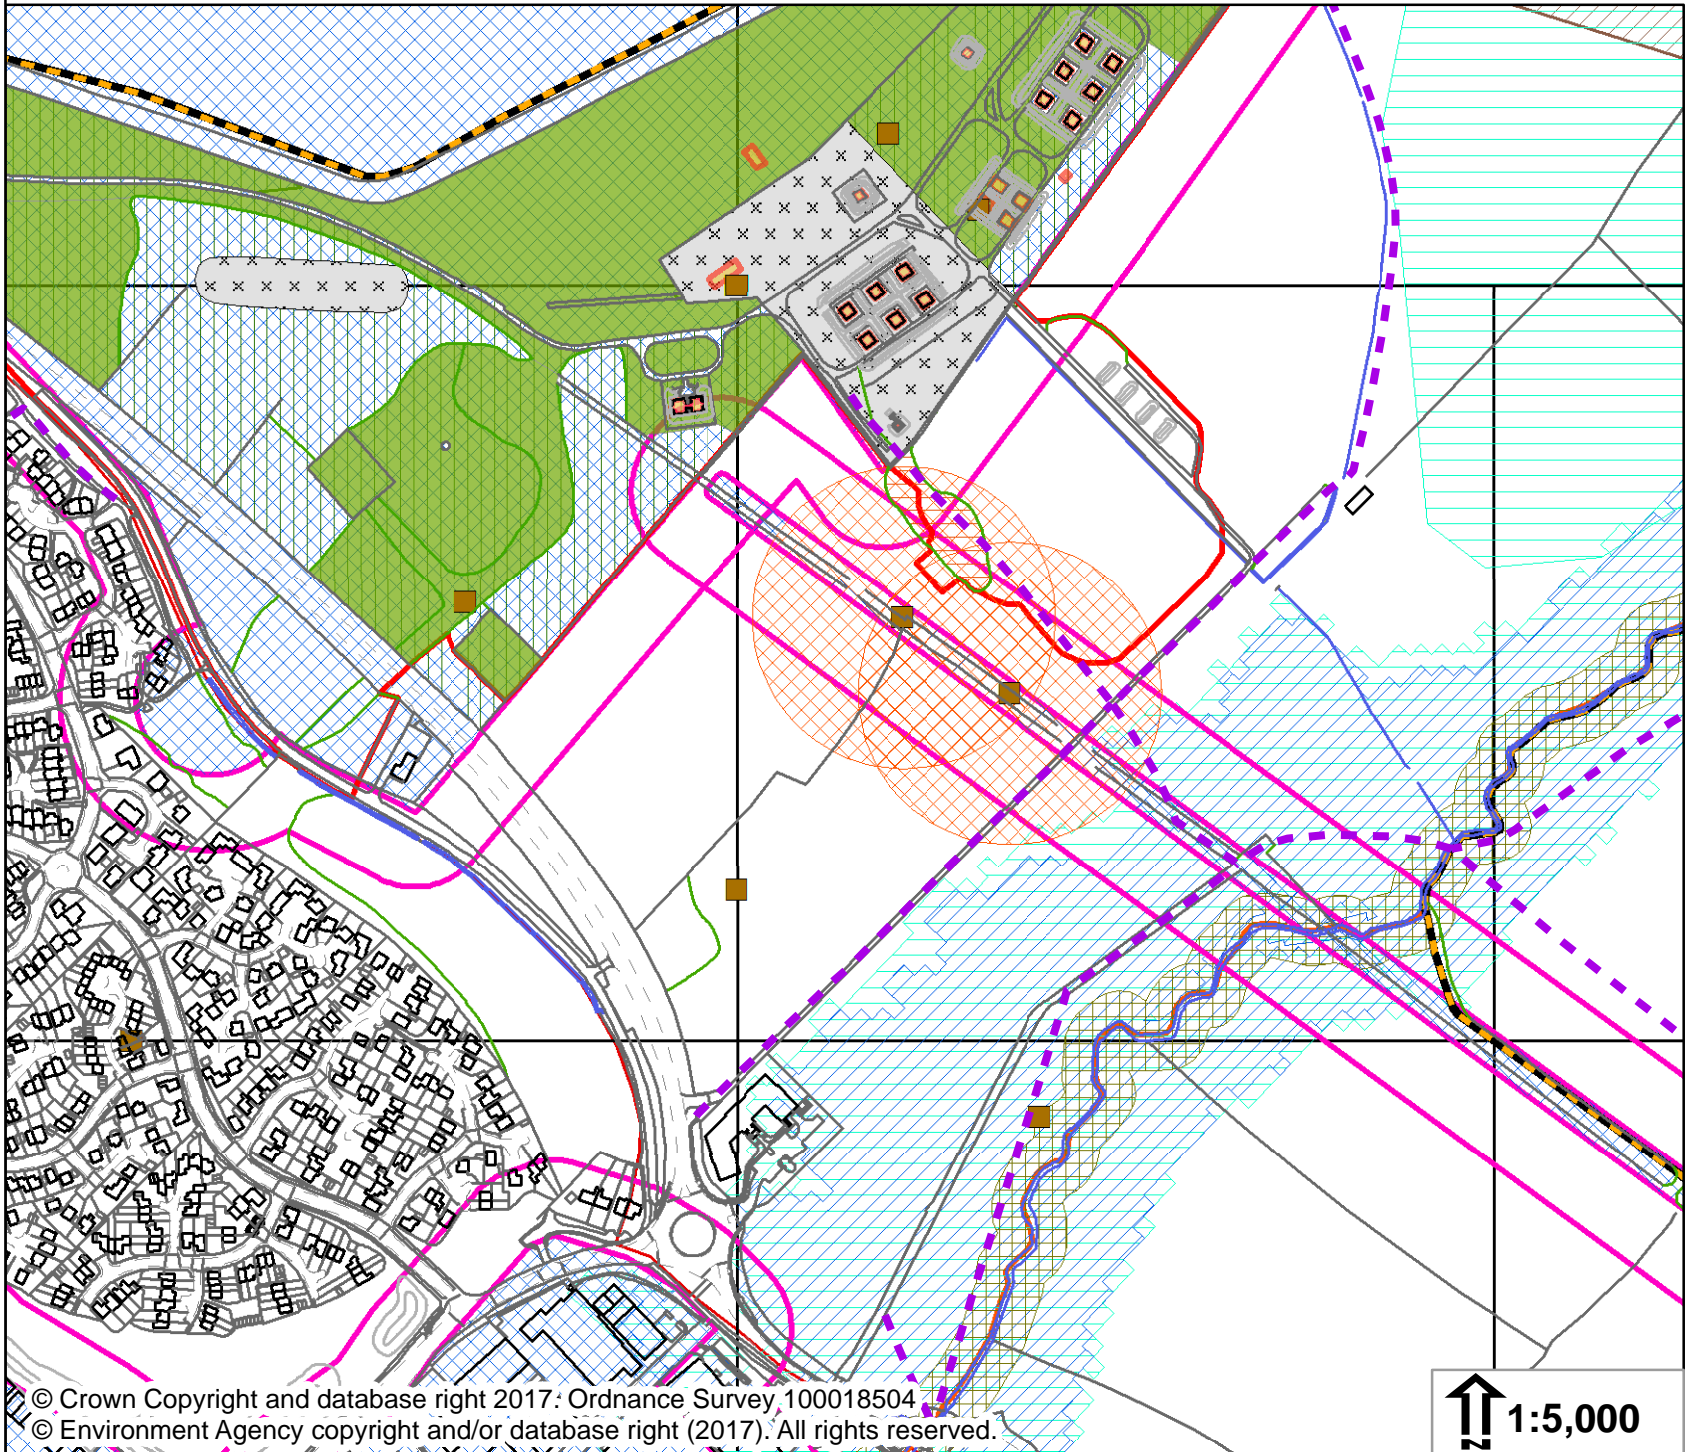 © Crown Copyright and database right 2017. Ordnance Survey 100018504
© Environment Agency copyright and/or database right (2017). All rights reserved.
N
1:5,000